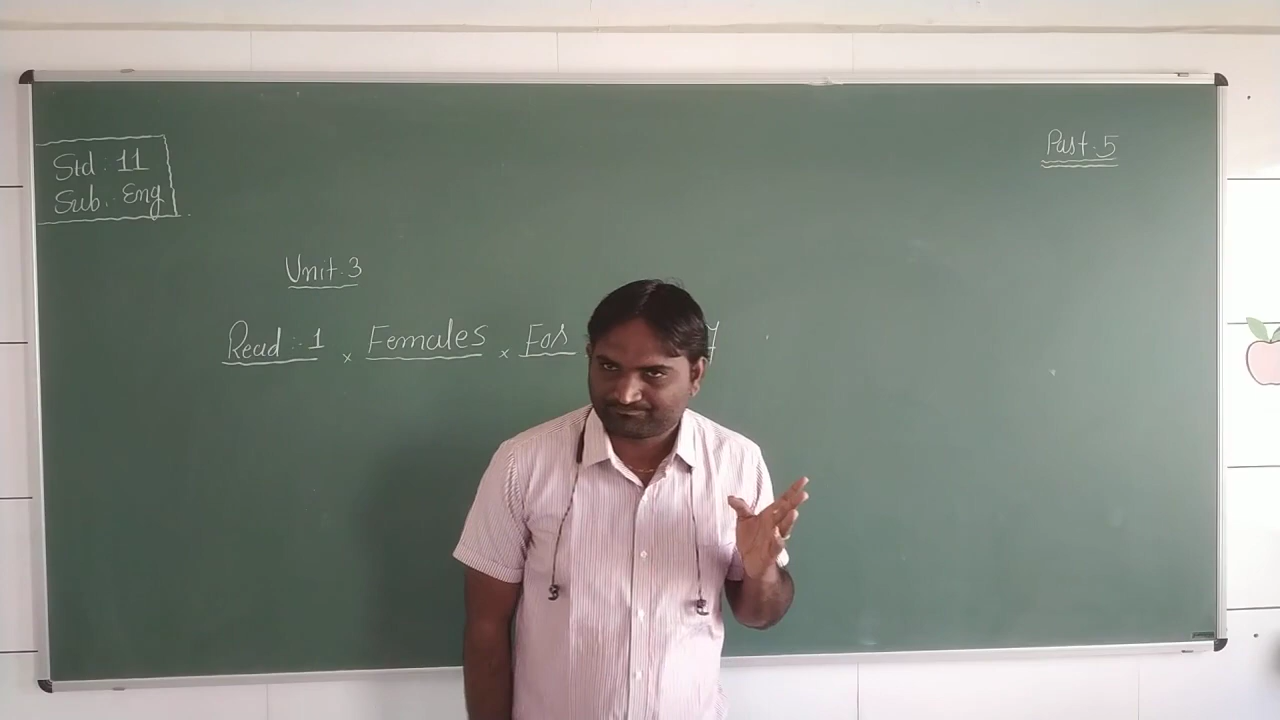 Std : 11
Sub. : Eng
Part. 5
Unit. 3
Read :- 1 × Females × For